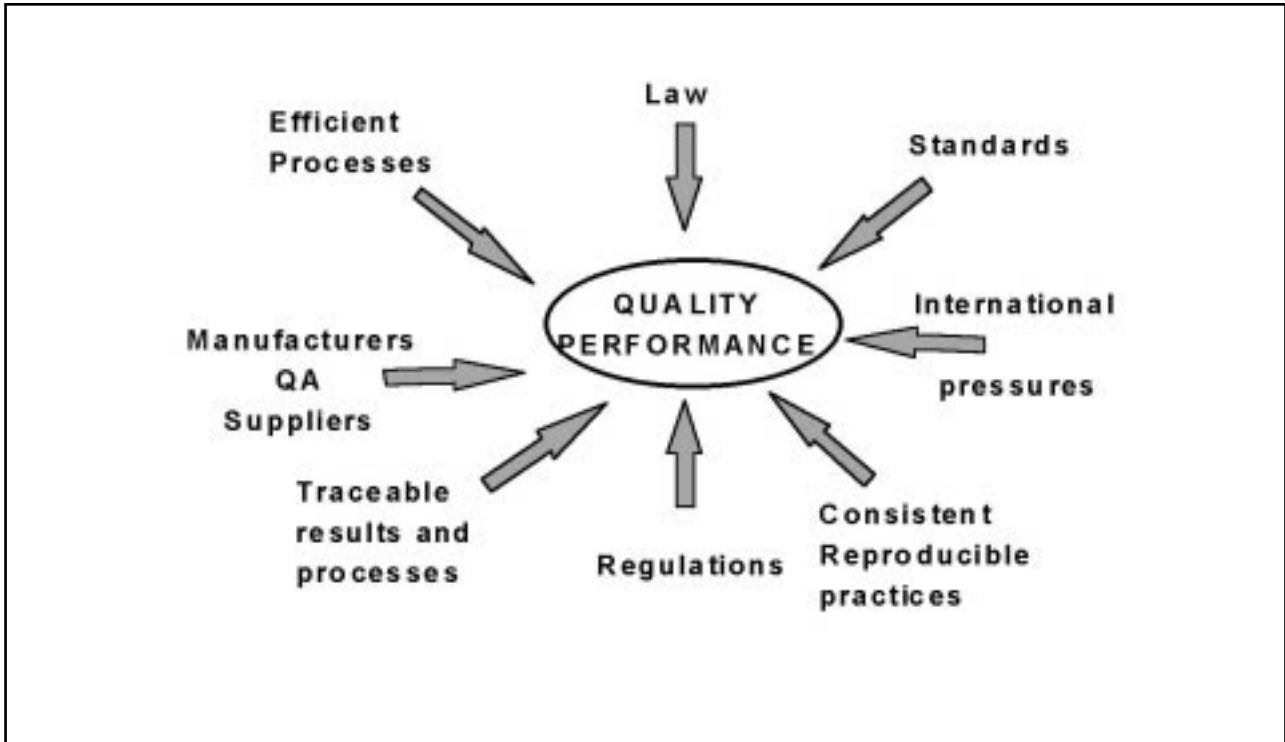 Law
Efficient
Processes
Standards
QUALITY
PERFORMANCE
International
pressures
Manufacturers
QA
Suppliers
Traceable
results and
processes
Regulations
Consistent
Reproducible
practices